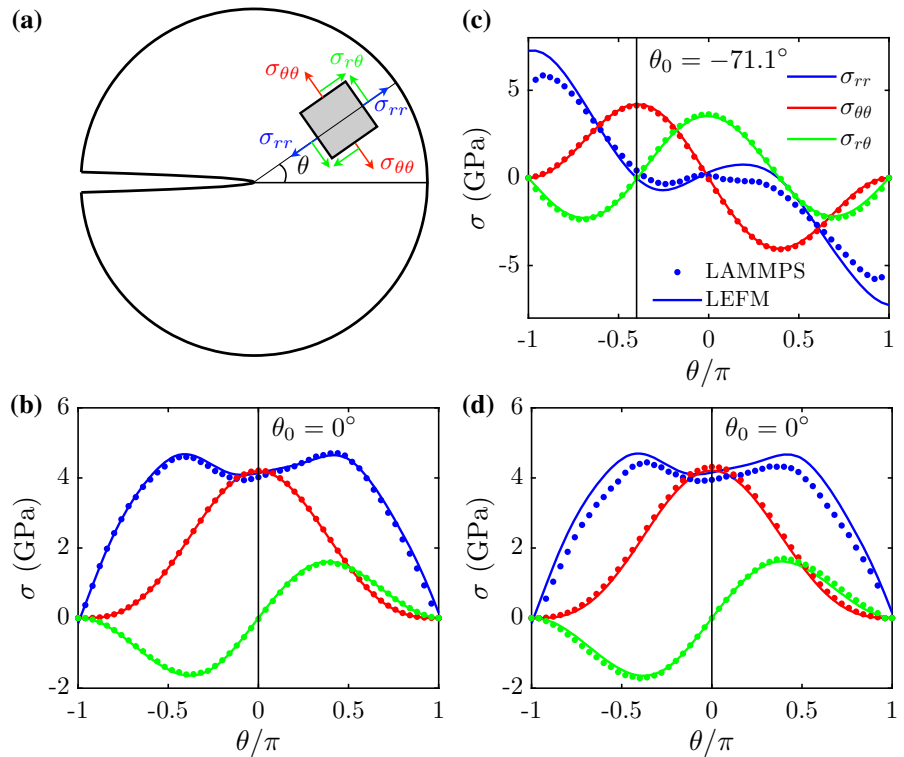 (a)
σθθ
σrθ
σrr
σrr
θ
σθθ
(c)
θ0 = −71.1°
σrr
σθθ
σrθ
LAMMPS
LEFM
5
0
-5
σ (GPa)
-1 -0.5 0 0.5 1
θ/π
(b)
θ0 = 0°
6
4
2
0
-2
σ (GPa)
-1 -0.5 0 0.5 1
θ/π
(d)
θ0 = 0°
6
4
2
0
-2
σ (GPa)
-1 -0.5 0 0.5 1
θ/π